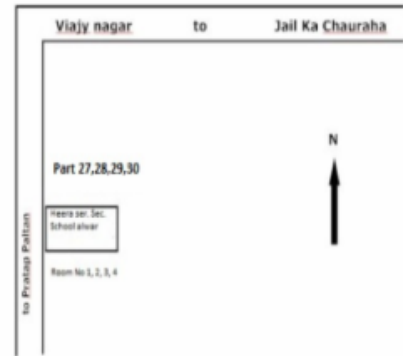 Viajy nagar to Jail Ka Chauraha
N
Part 27,28,29,30
Heera ser. Sec.
School alwar
Room No 1, 2, 3, 4
to Pratap Paltan